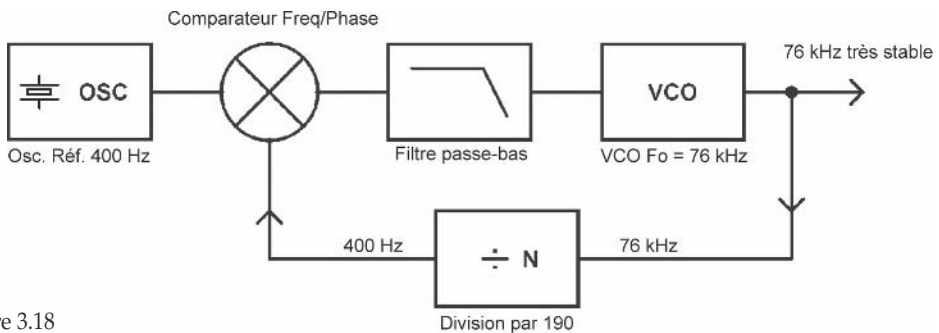 Comparateur Freq/Phase
76 kHz très stable
OSC
VCO
Osc. Réf. 400 Hz
Filtre passe-bas
VCO Fo = 76 kHz
400 Hz
÷ N
76 kHz
Division par 190
3.18